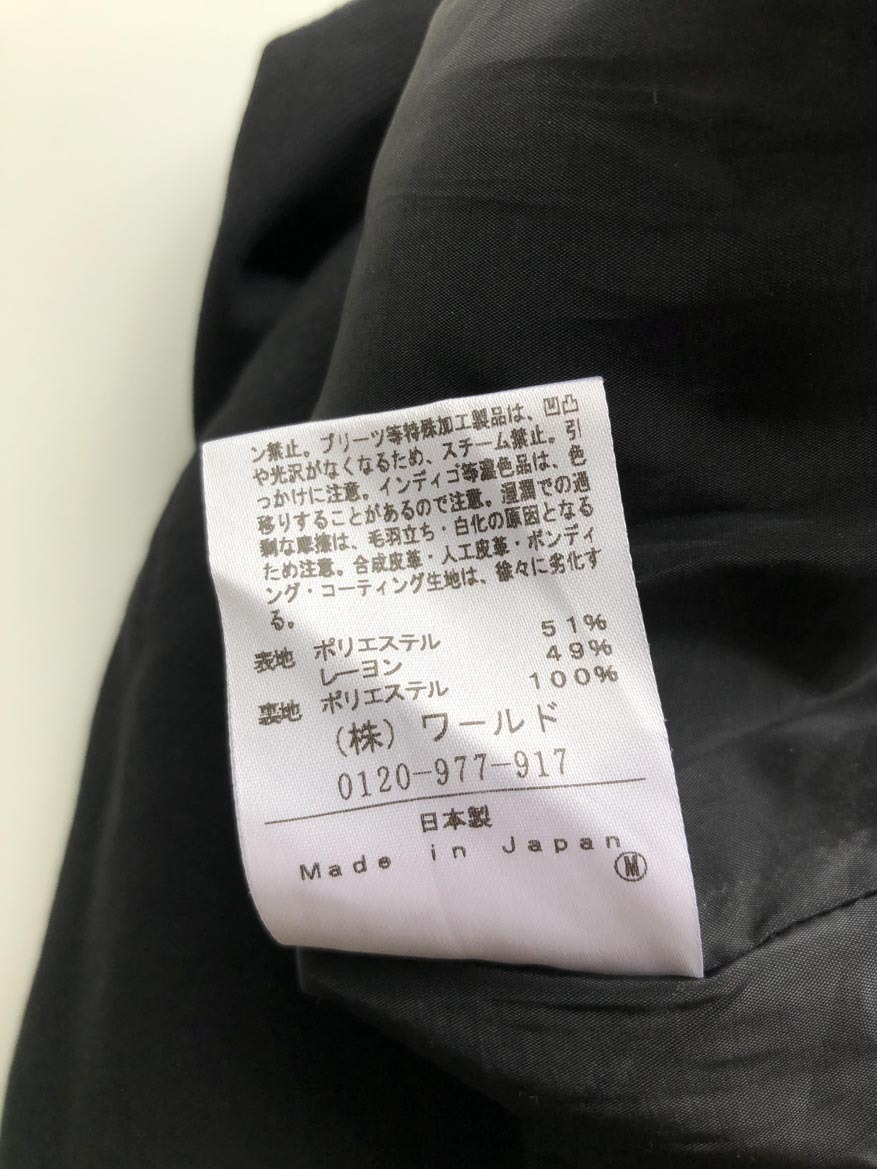 ン禁止。プリーツ等特殊加工製品は、凹凸
や光沢がなくなるため、スチーム禁止。引
っかけに注意。インディゴ等濃色品は、色
移りすることがあるので注意。湿潤での過
剰な摩擦は、毛羽立ち・白化の原因となる
ため注意。合成皮革・人工皮革・ボンディ
ング・コーティング生地は、徐々に劣化す
る。
表地 ポリエステル 51%
レーヨン 49%
裏地 ポリエステル 100%
(株) ワールド
0120-977-917
日本製
Made in Japan
M